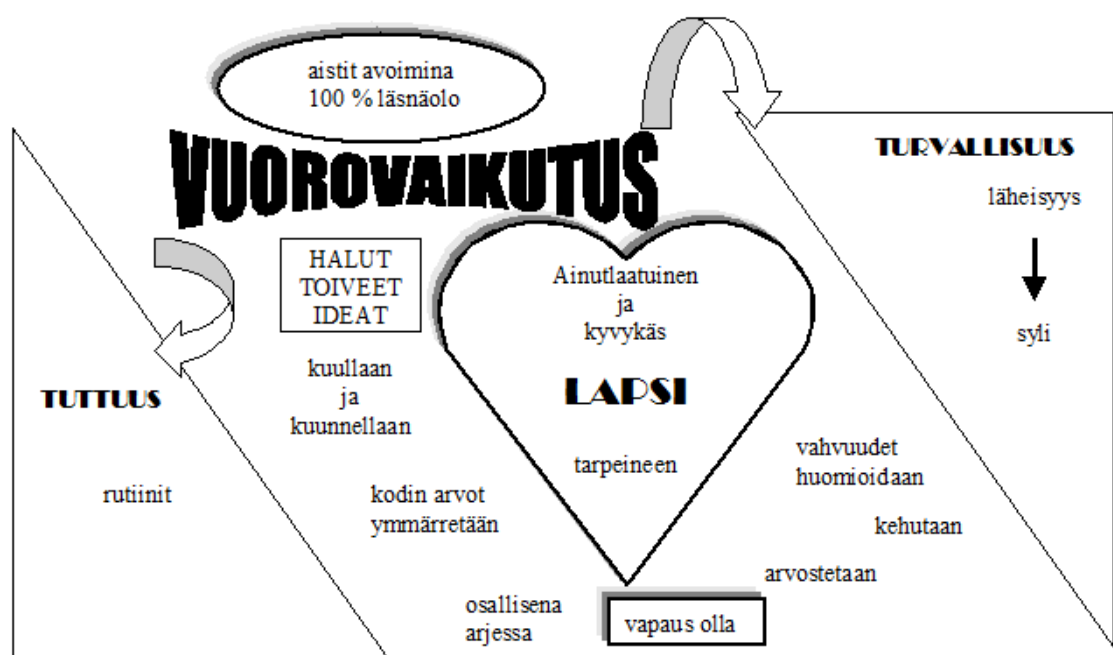 aistit avoimina
100 % läsnäolo
VUOROVAIKUTUS
TURVALLISUUS
läheisyys
syli
HALUT
TOIVEET
IDEAT
kuullaan
ja
kuunnellaan
Ainutlaatuinen
ja
kyvykäs
LAPSI
tarpeineen
TUTTUUS
rutiinit
kodin arvot
ymmärretään
vahvuudet
huomioidaan
kehutaan
arvostetaan
osallisena
arjessa
vapaus olla